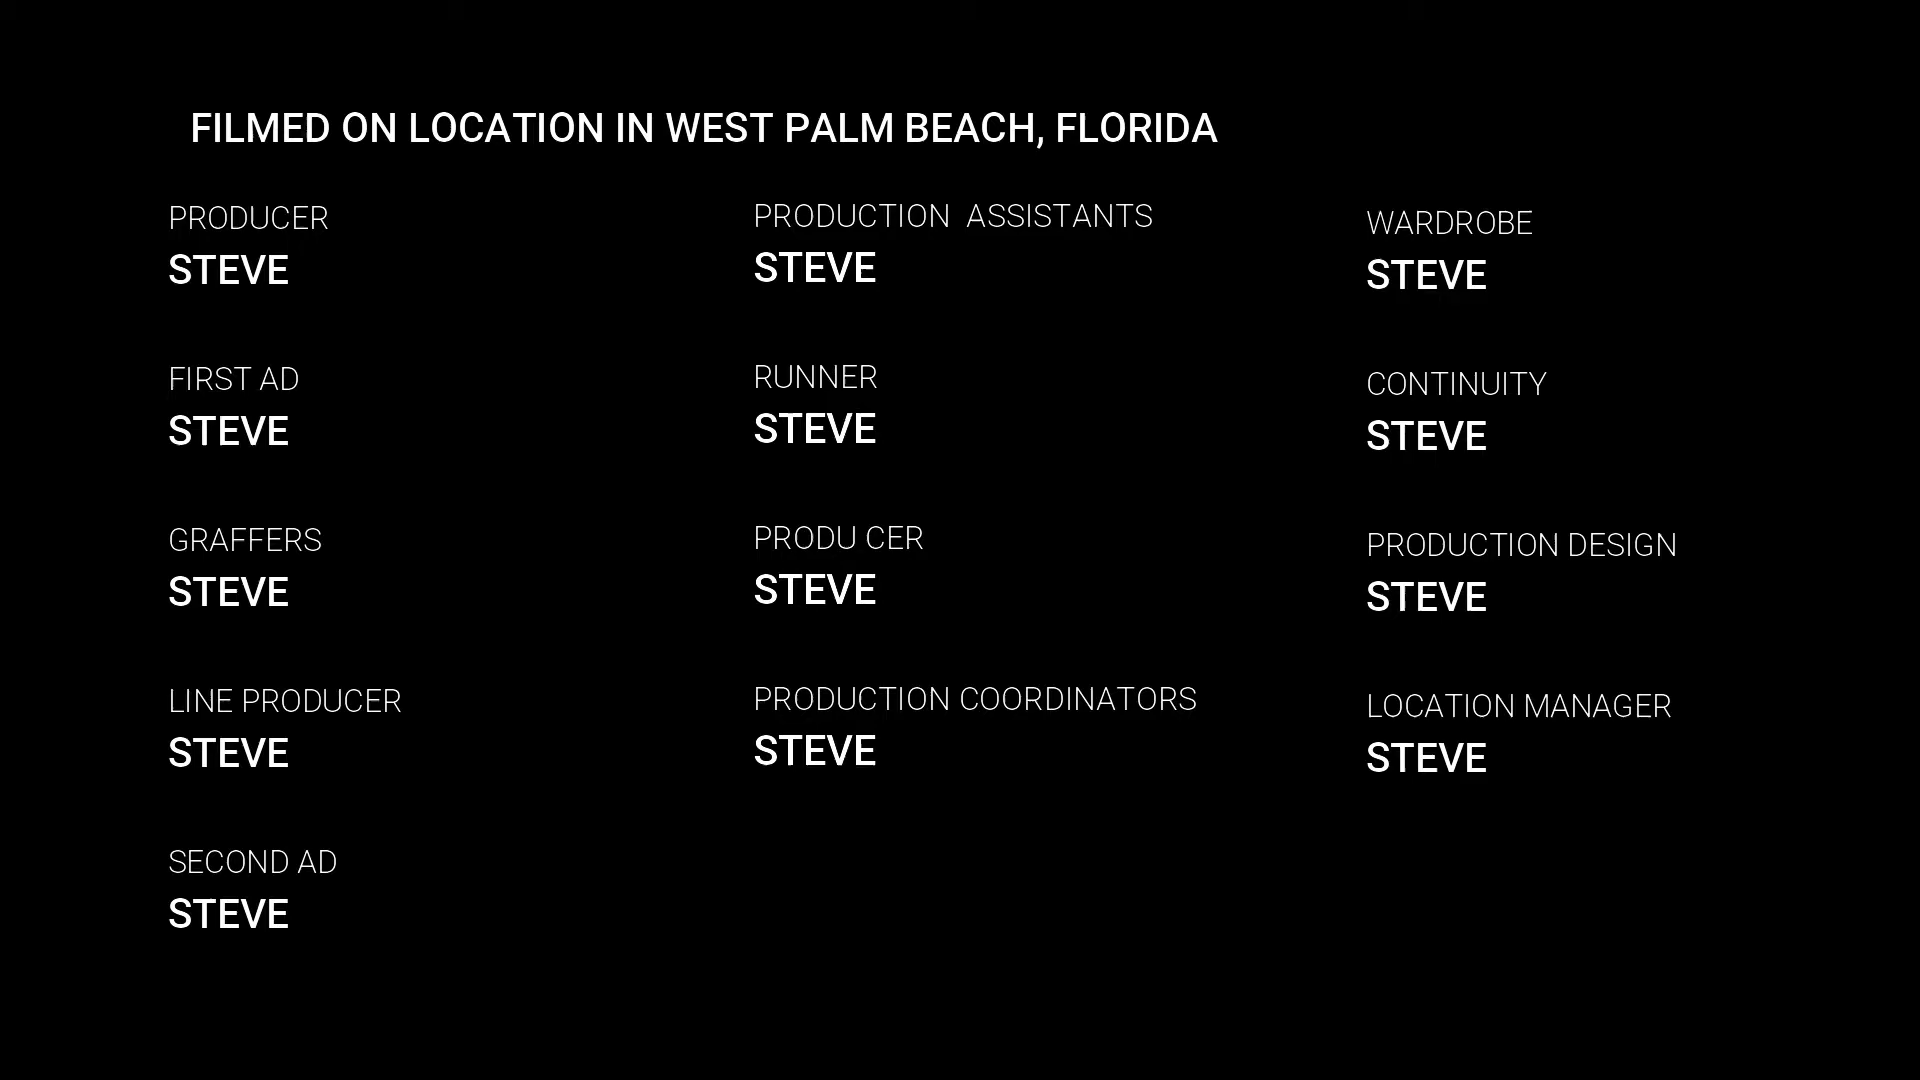 FILMED ON LOCATION IN WEST PALM BEACH, FLORIDA
PRODUCER
STEVE
FIRST AD
STEVE
GRAFFERS
STEVE
LINE PRODUCER
STEVE
SECOND AD
STEVE
PRODUCTION  ASSISTANTS
STEVE
RUNNER
STEVE
PRODU CER
STEVE
PRODUCTION COORDINATORS
STEVE
WARDROBE
STEVE
CONTINUITY
STEVE
PRODUCTION DESIGN
STEVE
LOCATION MANAGER
STEVE